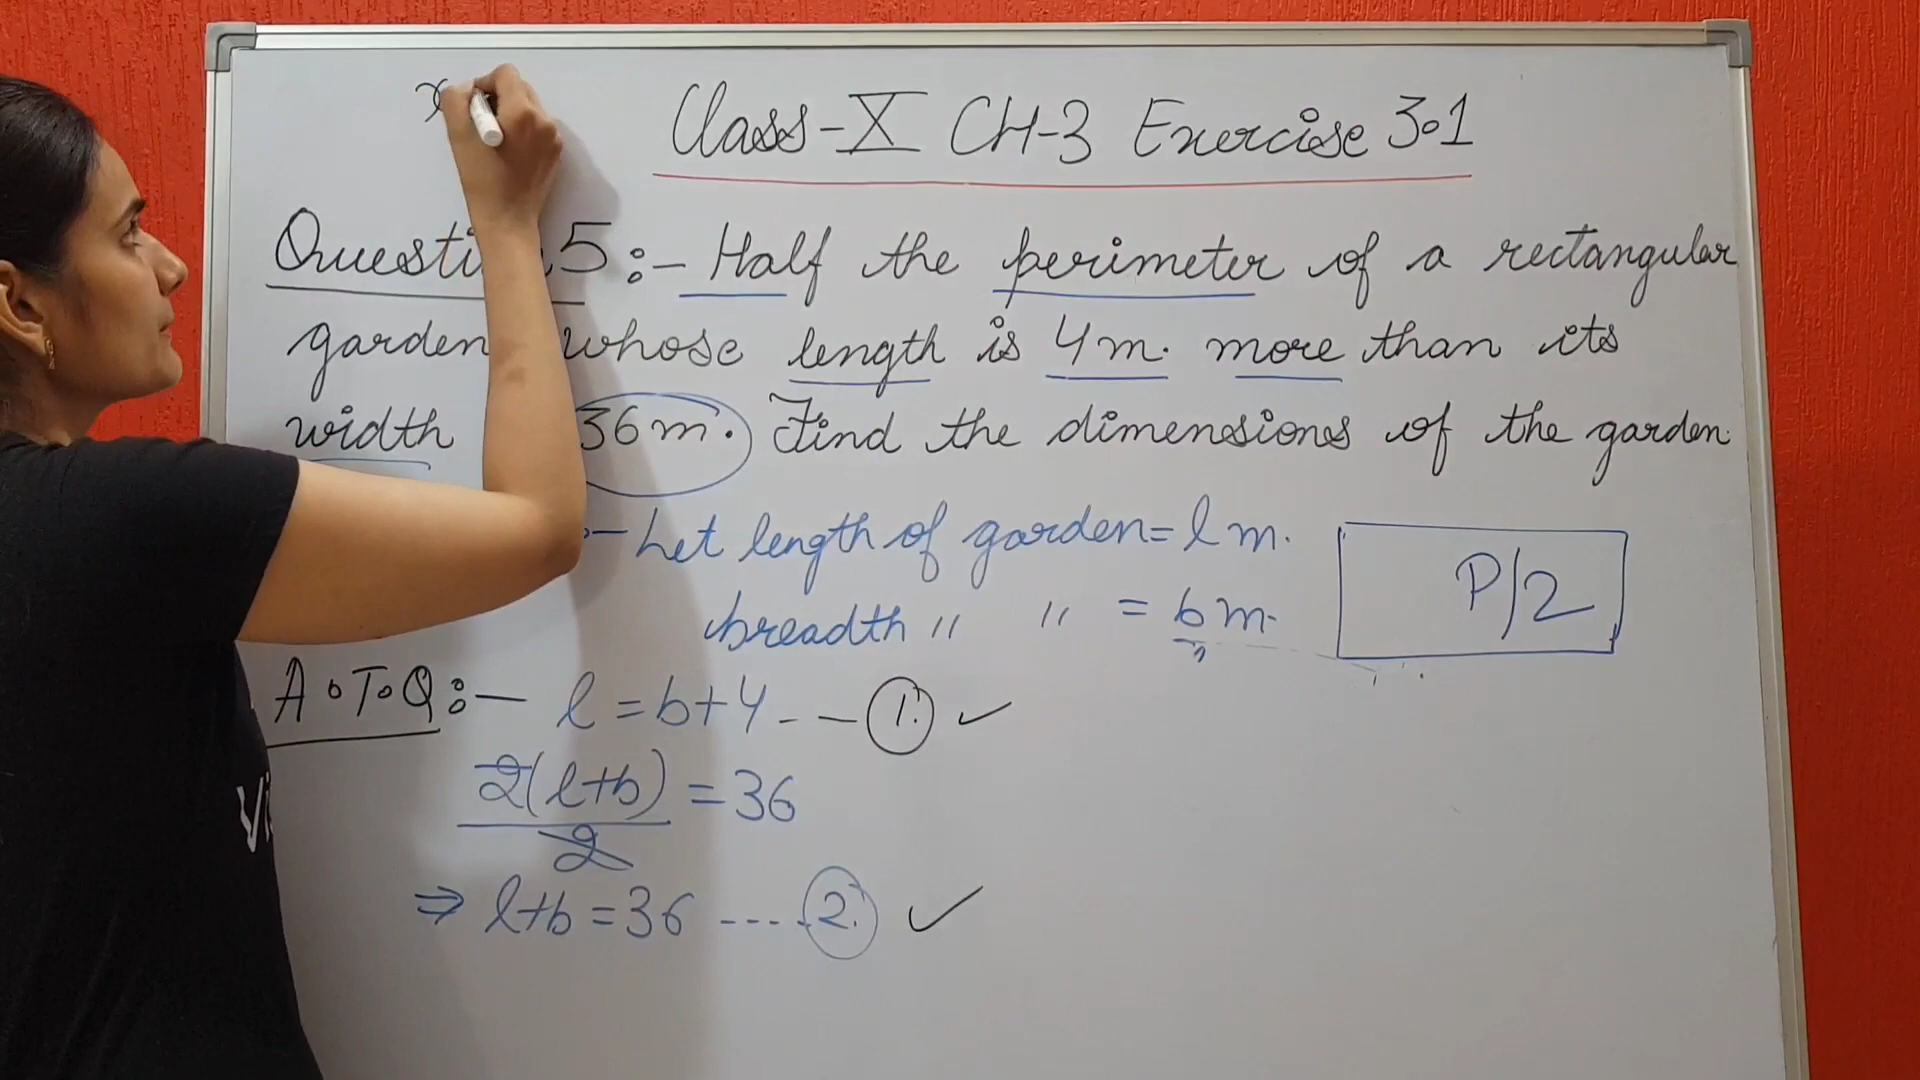 x
Class-X CH-3 Exercise 3.1
Questi 5:- Half the perimeter of a rectangular
garden whose length is 4m. more than its
width 36m. Find the dimensions of the garden.
:- Let length of garden = l m.
breadth " " = b m.
P/2
A.T.Q:- l = b+4 - - - 1. ✓
2(l+b)/2 = 36
⇒ l+b = 36 ----- 2. ✓